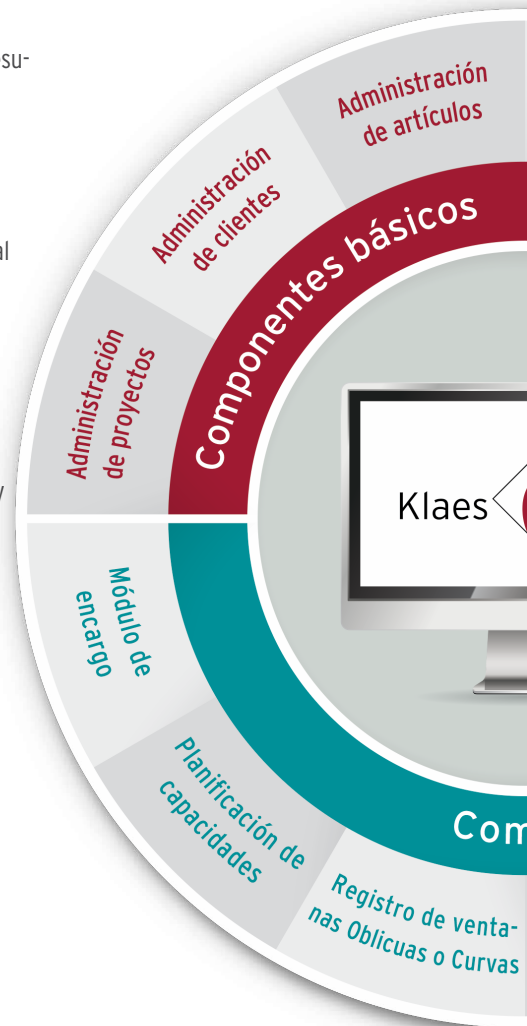 su-
al
Administración
de artículos
Administración
de clientes
Administración
de proyectos
Componentes básicos
Klaes
Módulo de
encargo
Planificación de
capacidades
Registro de venta-
nas Oblicuas o Curvas
Com